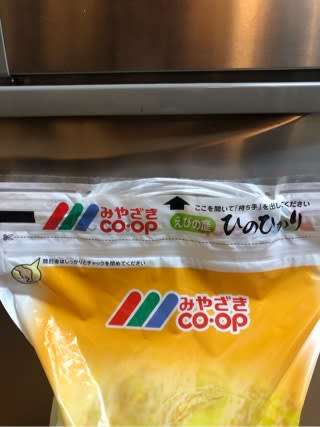 ここを開いて「持ち手」を出してください
みやざき
co・op
えびの産
ひのひかり
開封後はしっかりとチャックを閉めてください
みやざき
co・op